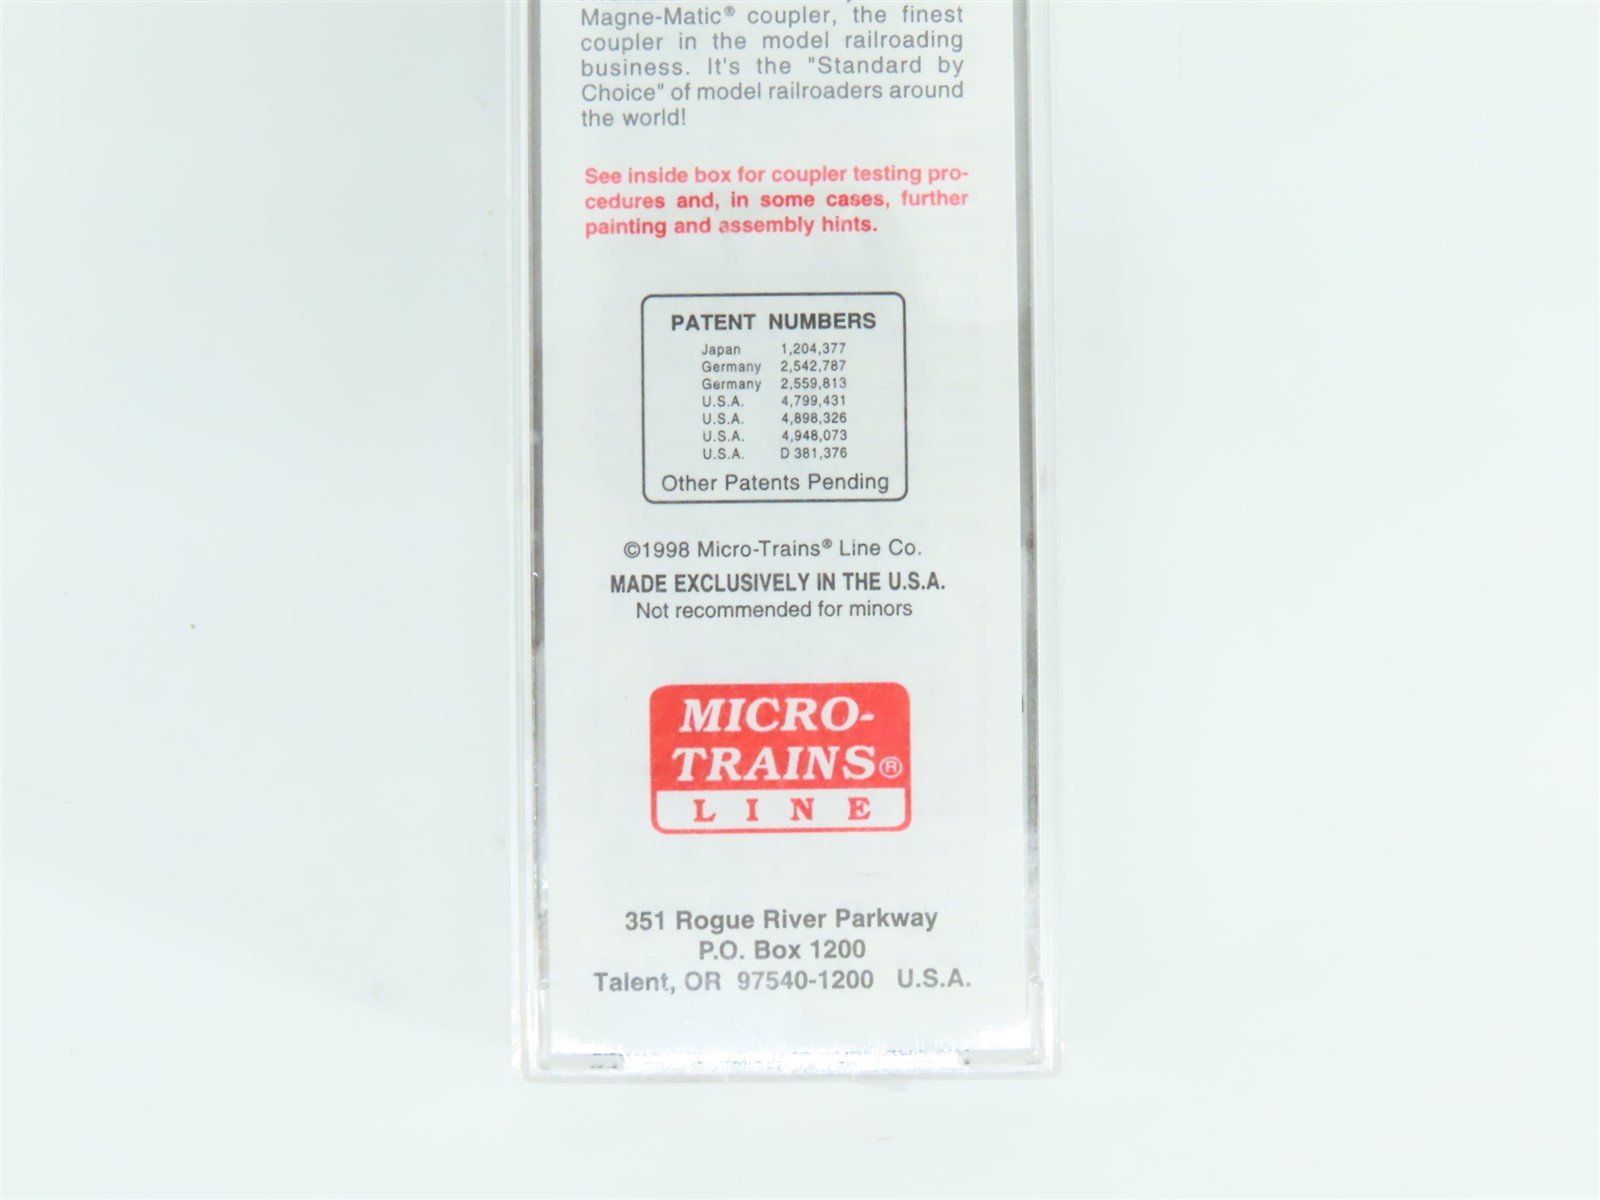 Magne-Matic® coupler, the finest
coupler in the model railroading
business. It's the "Standard by
Choice" of model railroaders around
the world!
See inside box for coupler testing pro-
cedures and, in some cases, further
painting and assembly hints.
PATENT NUMBERS
Japan 1,204,377
Germany 2,542,787
Germany 2,559,813
U.S.A. 4,799,431
U.S.A. 4,898,326
U.S.A. 4,948,073
U.S.A. D 381,376
Other Patents Pending
©1998 Micro-Trains® Line Co.
MADE EXCLUSIVELY IN THE U.S.A.
Not recommended for minors
MICRO-
TRAINS®
LINE
351 Rogue River Parkway
P.O. Box 1200
Talent, OR 97540-1200 U.S.A.